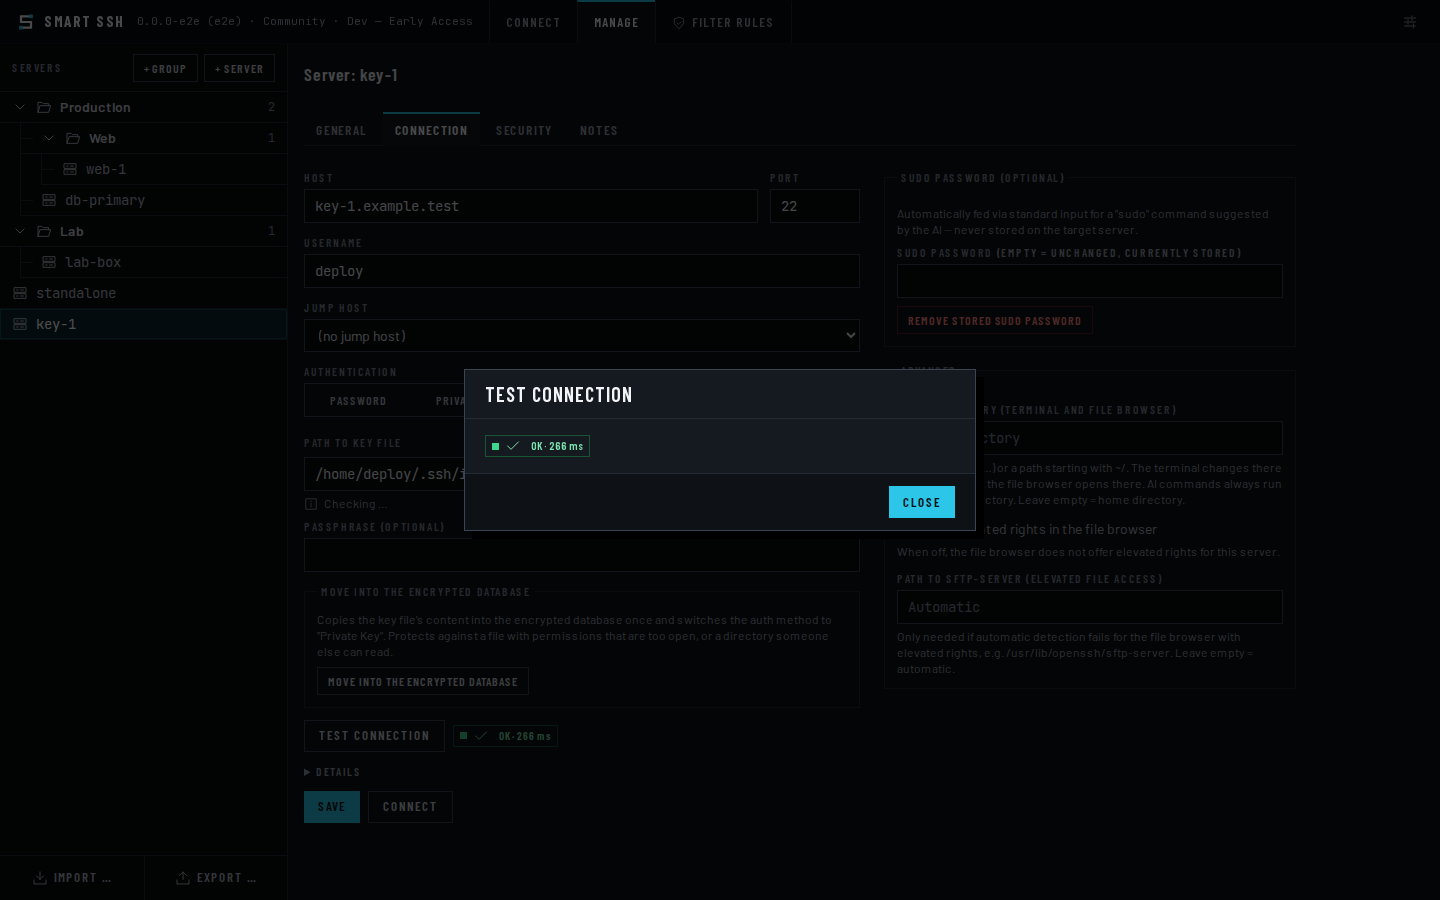 SMART SSH 0.0.0-e2e (e2e) · Community · Dev — Early Access CONNECT MANAGE FILTER RULES
SERVERS + GROUP + SERVER
Production 2
Web 1
web-1
db-primary
Lab 1
lab-box
standalone
key-1
IMPORT … EXPORT …
Server: key-1
GENERAL CONNECTION SECURITY NOTES
HOST PORT
key-1.example.test 22
USERNAME
deploy
JUMP HOST
(no jump host)
AUTHENTICATION
PASSWORD
PATH TO KEY FILE
/home/deploy/.ssh/
Checking …
PASSPHRASE (OPTIONAL)
MOVE INTO THE ENCRYPTED DATABASE
Copies the key file's content into the encrypted database once and switches the auth method to
"Private Key". Protects against a file with permissions that are too open, or a directory someone
else can read.
MOVE INTO THE ENCRYPTED DATABASE
TEST CONNECTION OK · 266 ms
DETAILS
SAVE CONNECT
SUDO PASSWORD (OPTIONAL)
Automatically fed via standard input for a "sudo" command suggested
by the AI – never stored on the target server.
SUDO PASSWORD (EMPTY = UNCHANGED, CURRENTLY STORED)
REMOVE STORED SUDO PASSWORD
(TERMINAL AND FILE BROWSER)
…) or a path starting with ~/. The terminal changes there
the file browser opens there. AI commands always run
Leave empty = home directory.
rights in the file browser
When off, the file browser does not offer elevated rights for this server.
PATH TO SFTP-SERVER (ELEVATED FILE ACCESS)
Automatic
Only needed if automatic detection fails for the file browser with
elevated rights, e.g. /usr/lib/openssh/sftp-server. Leave empty =
automatic.
TEST CONNECTION
OK · 266 ms
CLOSE